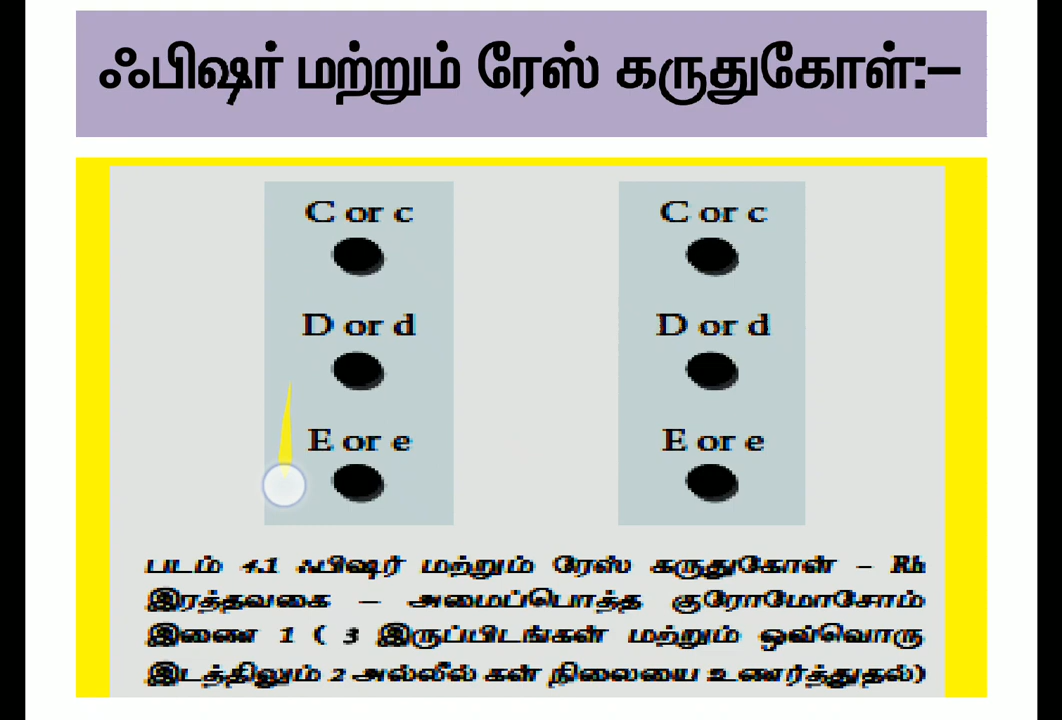 ஃபிஷர் மற்றும் ரேஸ் கருதுகோள்:–
C or c
D or d
E or e
C or c
D or d
E or e
படம் 4.1 ஃபிஷர் மற்றும் ரேஸ் கருதுகோள் – Rh
இரத்தவகை – அமைப்பொத்த குரோமோசோம்
இணை 1 ( 3 இருப்பிடங்கள் மற்றும் ஒவ்வொரு
இடத்திலும் 2 அல்லீல் கள் நிலையை உணர்த்துதல்)